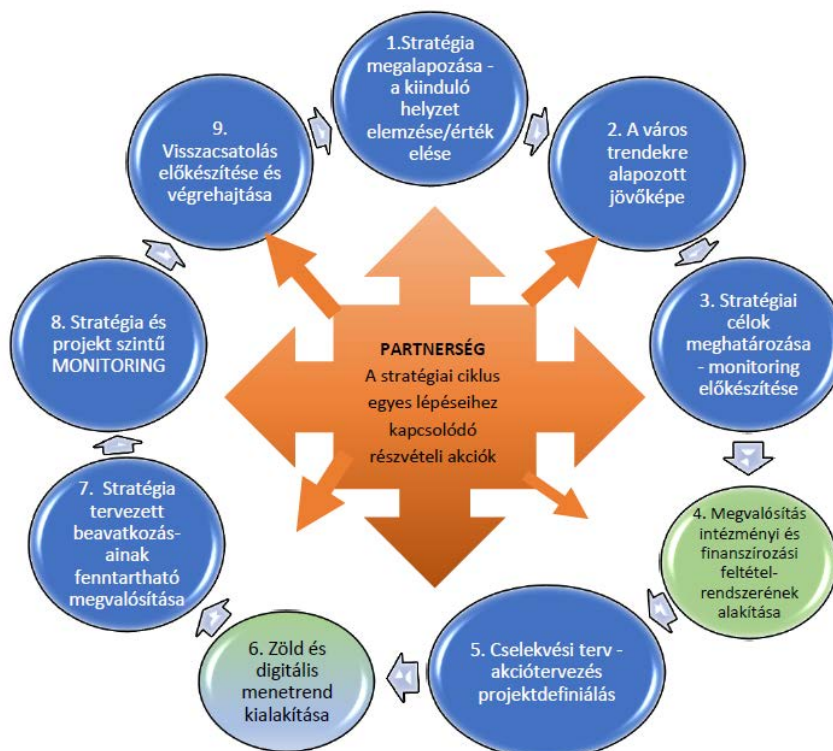 1.Stratégia
megalapozása -
a kiinduló
helyzet
elemzése/érték
elése
2. A város
trendekre
alapozott
jövőképe
3. Stratégiai
célok
meghatározása
- monitoring
előkészítése
4. Megvalósítás
intézményi és
finanszírozási
feltétel-
rendszerének
alakítása
5. Cselekvési terv -
akciótervezés
projektdefiniálás
6. Zöld és
digitális
menetrend
kialakítása
7. Stratégia
tervezett
beavatkozás-
ainak
fenntartható
megvalósítása
8. Stratégia és
projekt szintű
MONITORING
9.
Visszacsatolás
előkészítése és
végrehajtása
PARTNERSÉG
A stratégiai ciklus
egyes lépéseihez
kapcsolódó
részvételi akciók